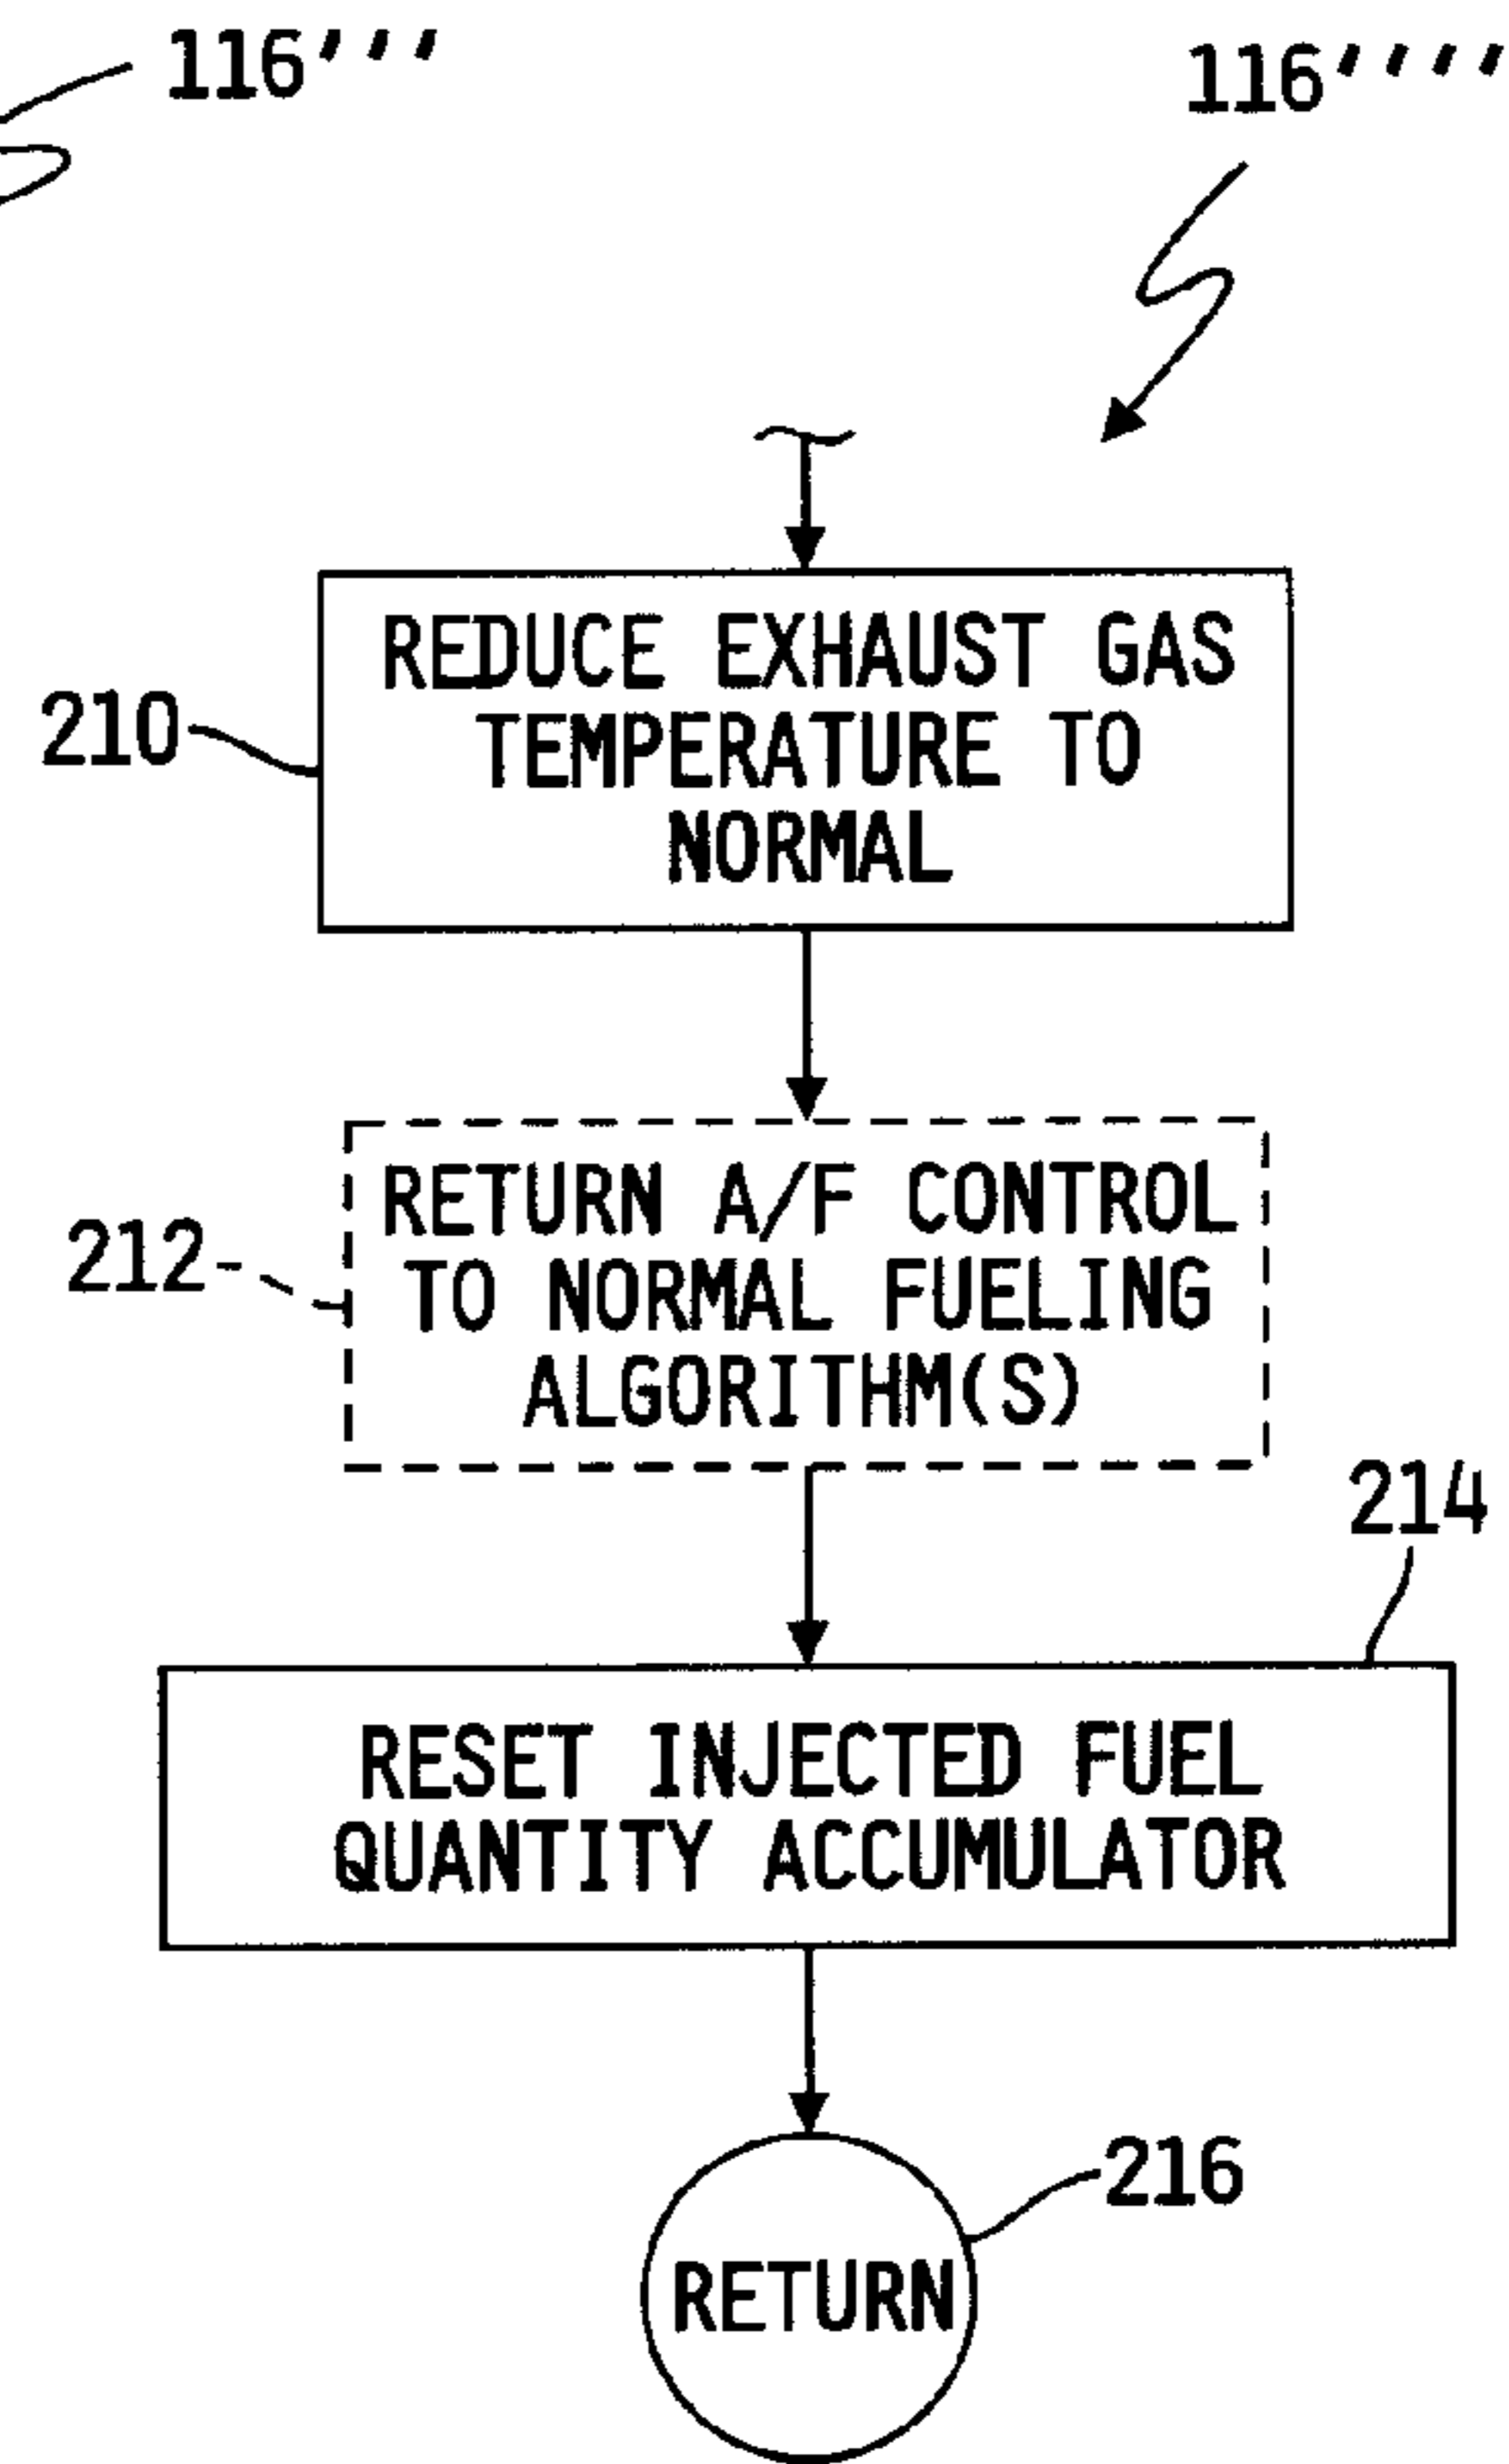 116'''
116''''
REDUCE EXHAUST GAS
TEMPERATURE TO
NORMAL
210
RETURN A/F CONTROL
TO NORMAL FUELING
ALGORITHM(S)
212
214
RESET INJECTED FUEL
QUANTITY ACCUMULATOR
216
RETURN